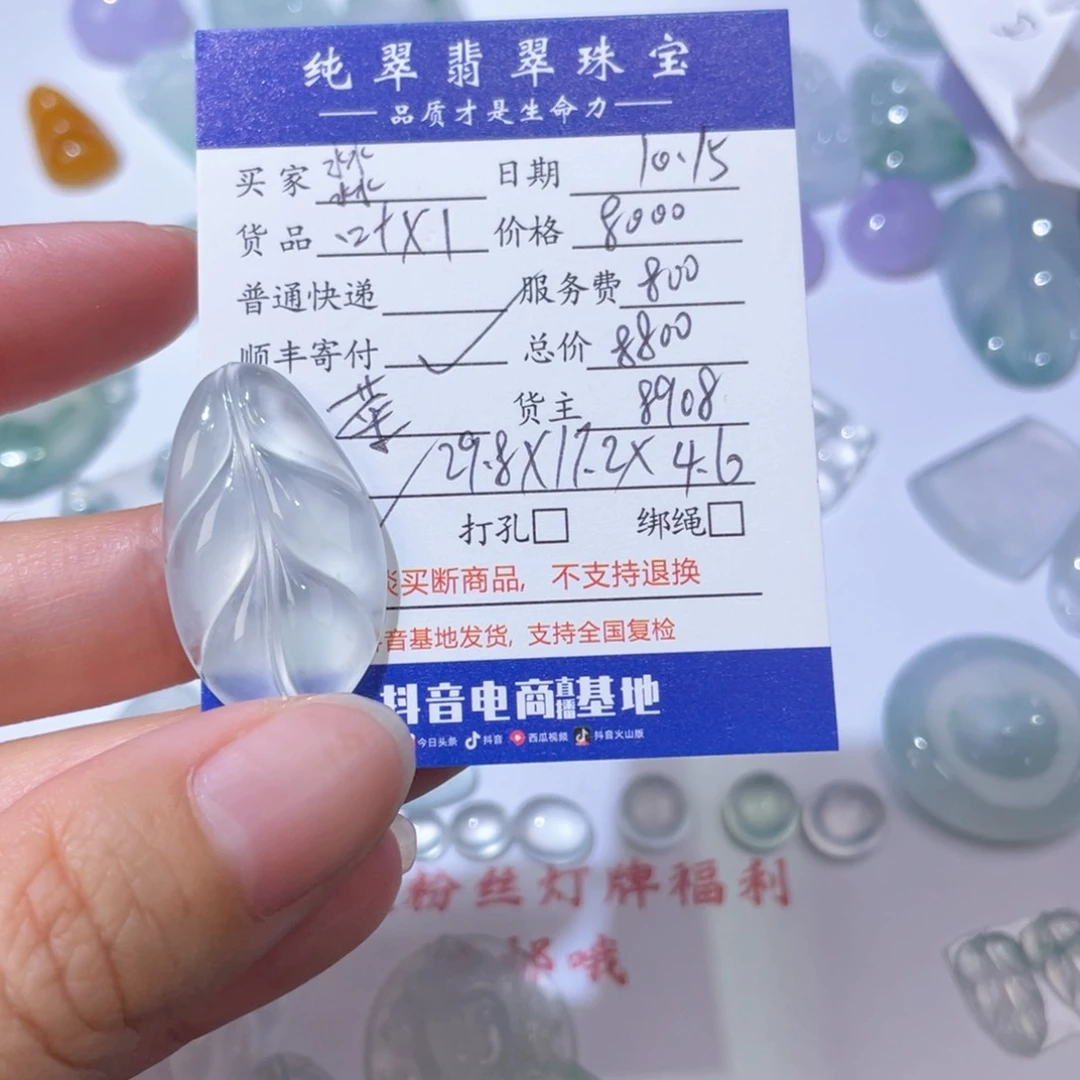 纯翠翡翠珠宝
品质才是生命力
买家 日期 10.15
货品 叶X1 价格 8000
普通快递 服务费 800
顺丰寄付 ✓ 总价 8800
货主 8908
29.8X17.2X4.6
打孔□ 绑绳□
买断商品, 不支持退换
音基地发货, 支持全国复检
抖音电商直播基地
今日头条 抖音 西瓜视频 抖音火山版
粉丝灯牌福利
哦